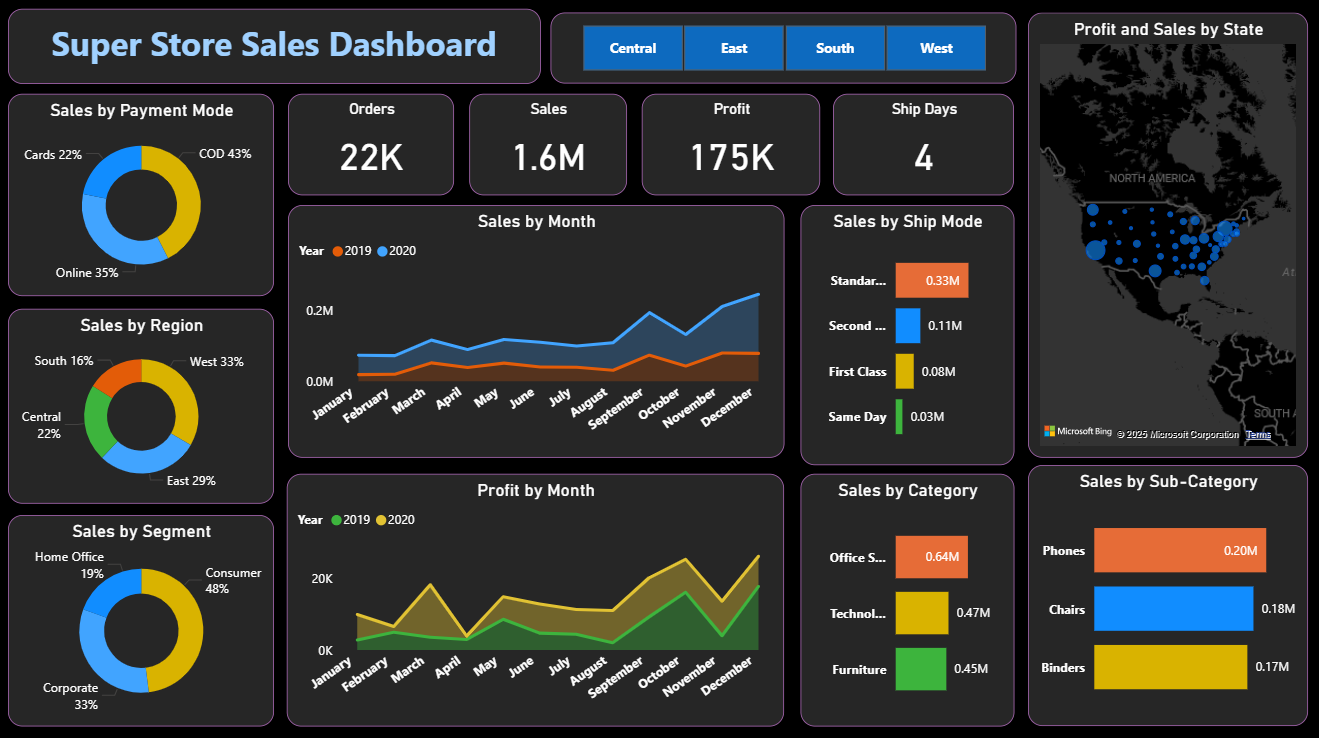 Super Store Sales Dashboard
Central
East
South
West
Profit and Sales by State
NORTH AMERICA
At
SOUTH A
Microsoft Bing
© 2025 Microsoft Corporation Terms
Sales by Payment Mode
Cards 22%
COD 43%
Online 35%
Orders
22K
Sales
1.6M
Profit
175K
Ship Days
4
Sales by Region
South 16%
West 33%
Central
22%
East 29%
Sales by Month
Year 2019 2020
0.2M
0.0M
January
February
March
April
May
June
July
August
September
October
November
December
Sales by Ship Mode
Standar... 0.33M
Second ... 0.11M
First Class 0.08M
Same Day 0.03M
Sales by Segment
Home Office
19%
Consumer
48%
Corporate
33%
Profit by Month
Year 2019 2020
20K
0K
January
February
March
April
May
June
July
August
September
October
November
December
Sales by Category
Office S... 0.64M
Technol... 0.47M
Furniture 0.45M
Sales by Sub-Category
Phones 0.20M
Chairs 0.18M
Binders 0.17M